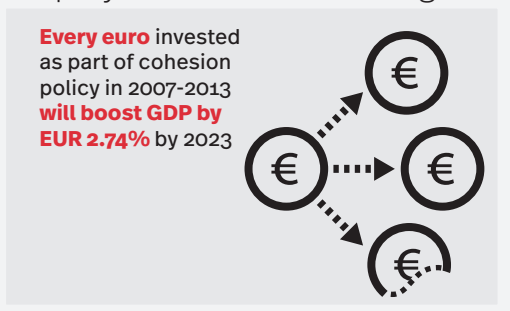 Every euro invested
as part of cohesion
policy in 2007-2013
will boost GDP by
EUR 2.74% by 2023
€
€
€
€